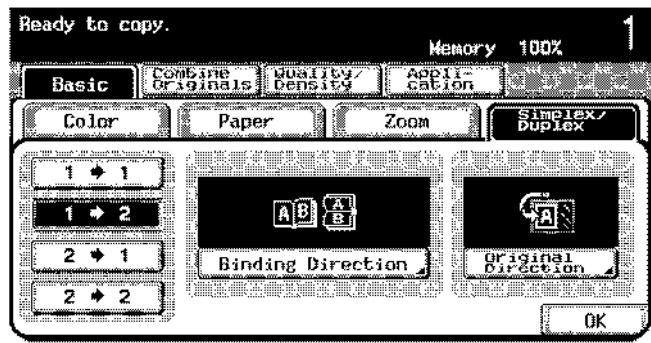 Ready to copy.
Memory 100% 1
Basic Combine Originals Quality/ Density Appli- cation
Color Paper Zoom Simplex/ Duplex
1 → 1
1 → 2
2 → 1
2 → 2
A B A B
A
Binding Direction
Original Direction
OK